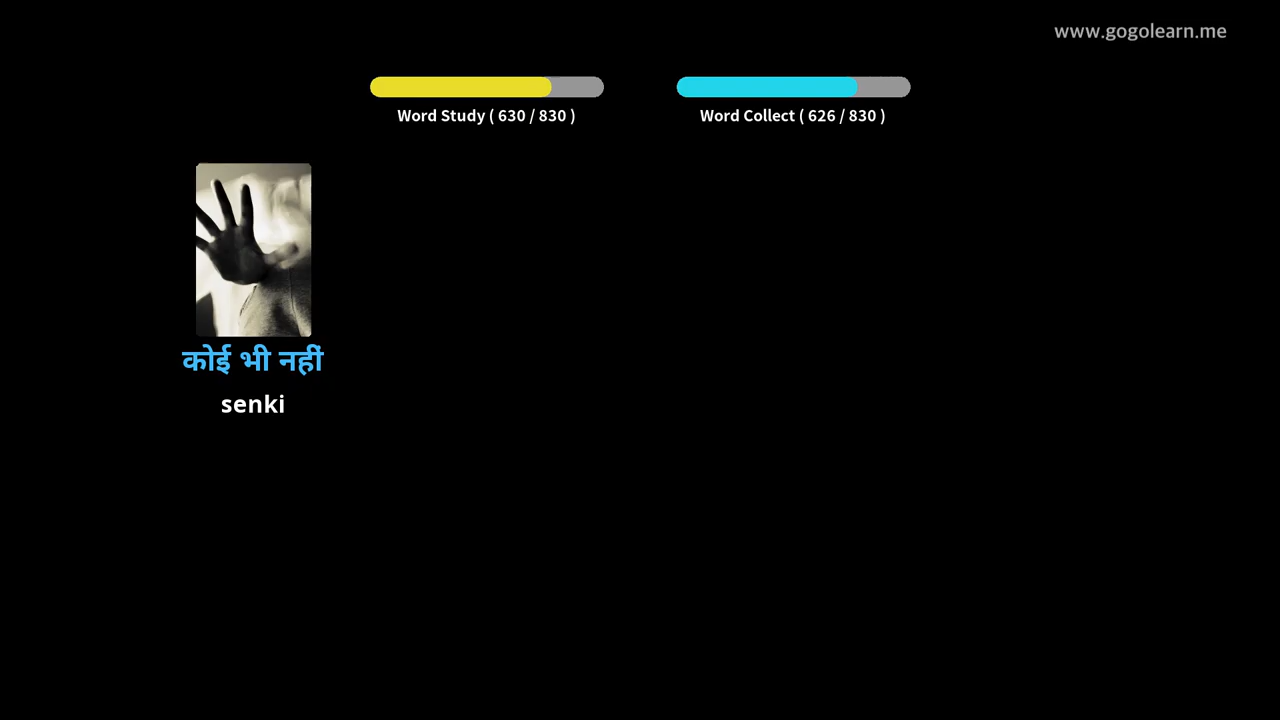 www.gogolearn.me
Word Study ( 630 / 830 )
Word Collect ( 626 / 830 )
कोई भी नहीं
senki